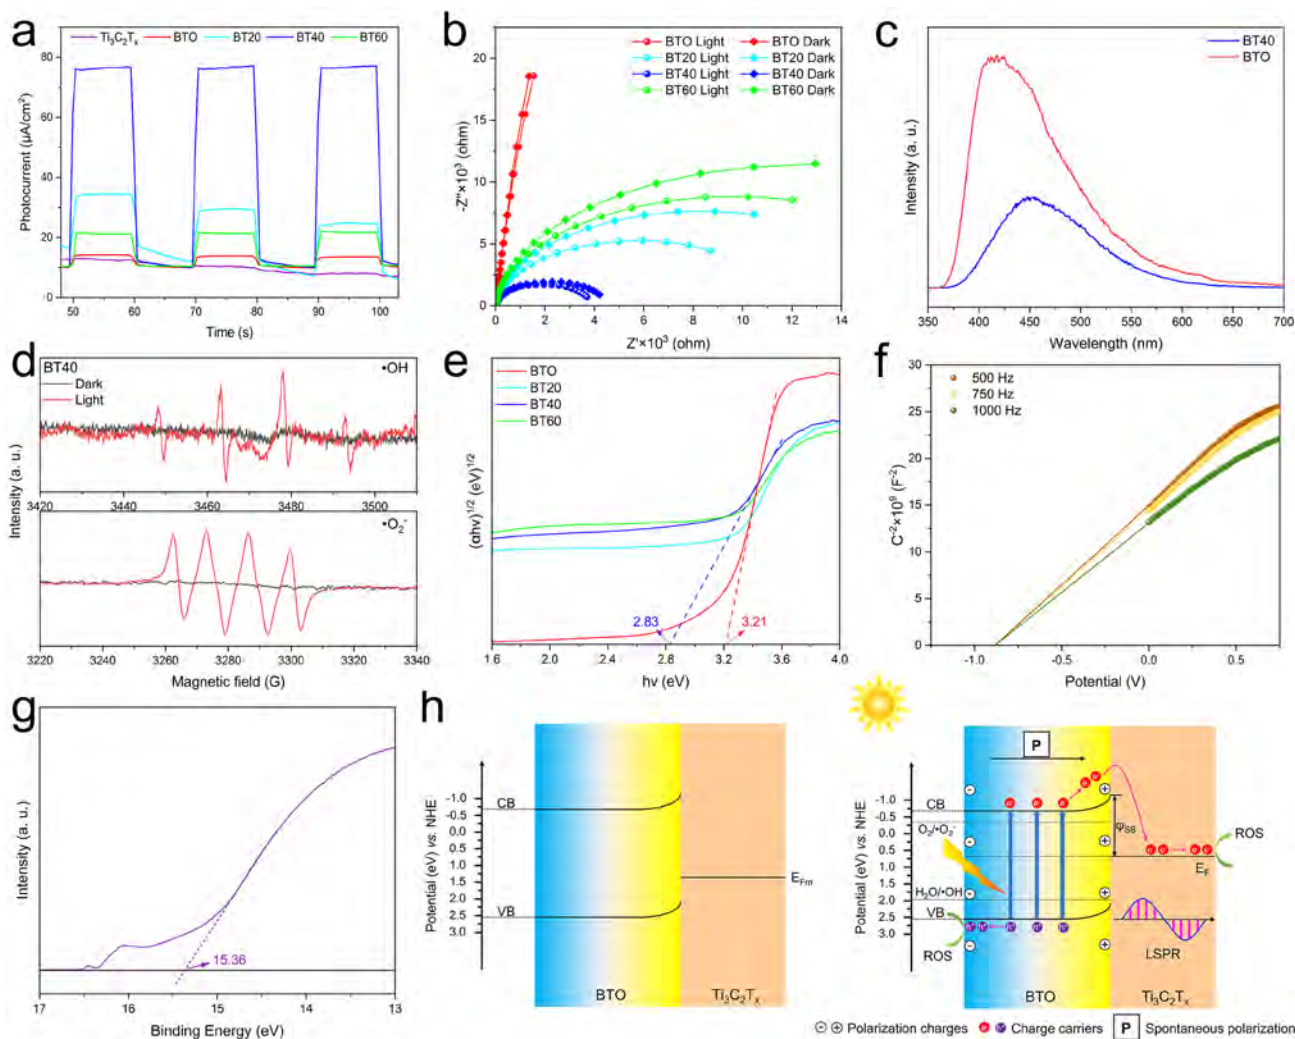 a
Ti₃C₂Tₓ BTO BT20 BT40 BT60
80
60
40
20
0
50 60 70 80 90 100
Photocurrent (μA/cm²)
Time (s)
b
BTO Light BTO Dark
BT20 Light BT20 Dark
BT40 Light BT40 Dark
BT60 Light BT60 Dark
25
20
15
10
5
0
0 2 4 6 8 10 12 14
-Z''×10³ (ohm)
Z'×10³ (ohm)
c
BT40
BTO
Intensity (a. u.)
350 400 450 500 550 600 650 700
Wavelength (nm)
d
BT40 •OH
Dark
Light
3420 3440 3460 3480 3500
•O₂⁻
3220 3240 3260 3280 3300 3320 3340
Intensity (a. u.)
Magnetic field (G)
e
BTO
BT20
BT40
BT60
2.83 3.21
1.6 2.0 2.4 2.8 3.2 3.6 4.0
(αhν)^1/2 (eV)^1/2
hν (eV)
f
500 Hz
750 Hz
1000 Hz
30
25
20
15
10
5
0
-1.0 -0.5 0.0 0.5
C⁻²×10⁹ (F⁻²)
Potential (V)
g
15.36
17 16 15 14 13
Intensity (a. u.)
Binding Energy (eV)
h
Potential (eV) vs. NHE
-1.0
-0.5
0.0
0.5
1.0
1.5
2.0
2.5
3.0
CB
VB
E_Fm
BTO Ti₃C₂Tₓ
P
Potential (eV) vs. NHE
-1.0
-0.5
0.0
0.5
1.0
1.5
2.0
2.5
3.0
CB
O₂/•O₂⁻
H₂O/•OH
VB
ROS
ψ_SB
E_F
ROS
LSPR
BTO Ti₃C₂Tₓ
Polarization charges Charge carriers P Spontaneous polarization